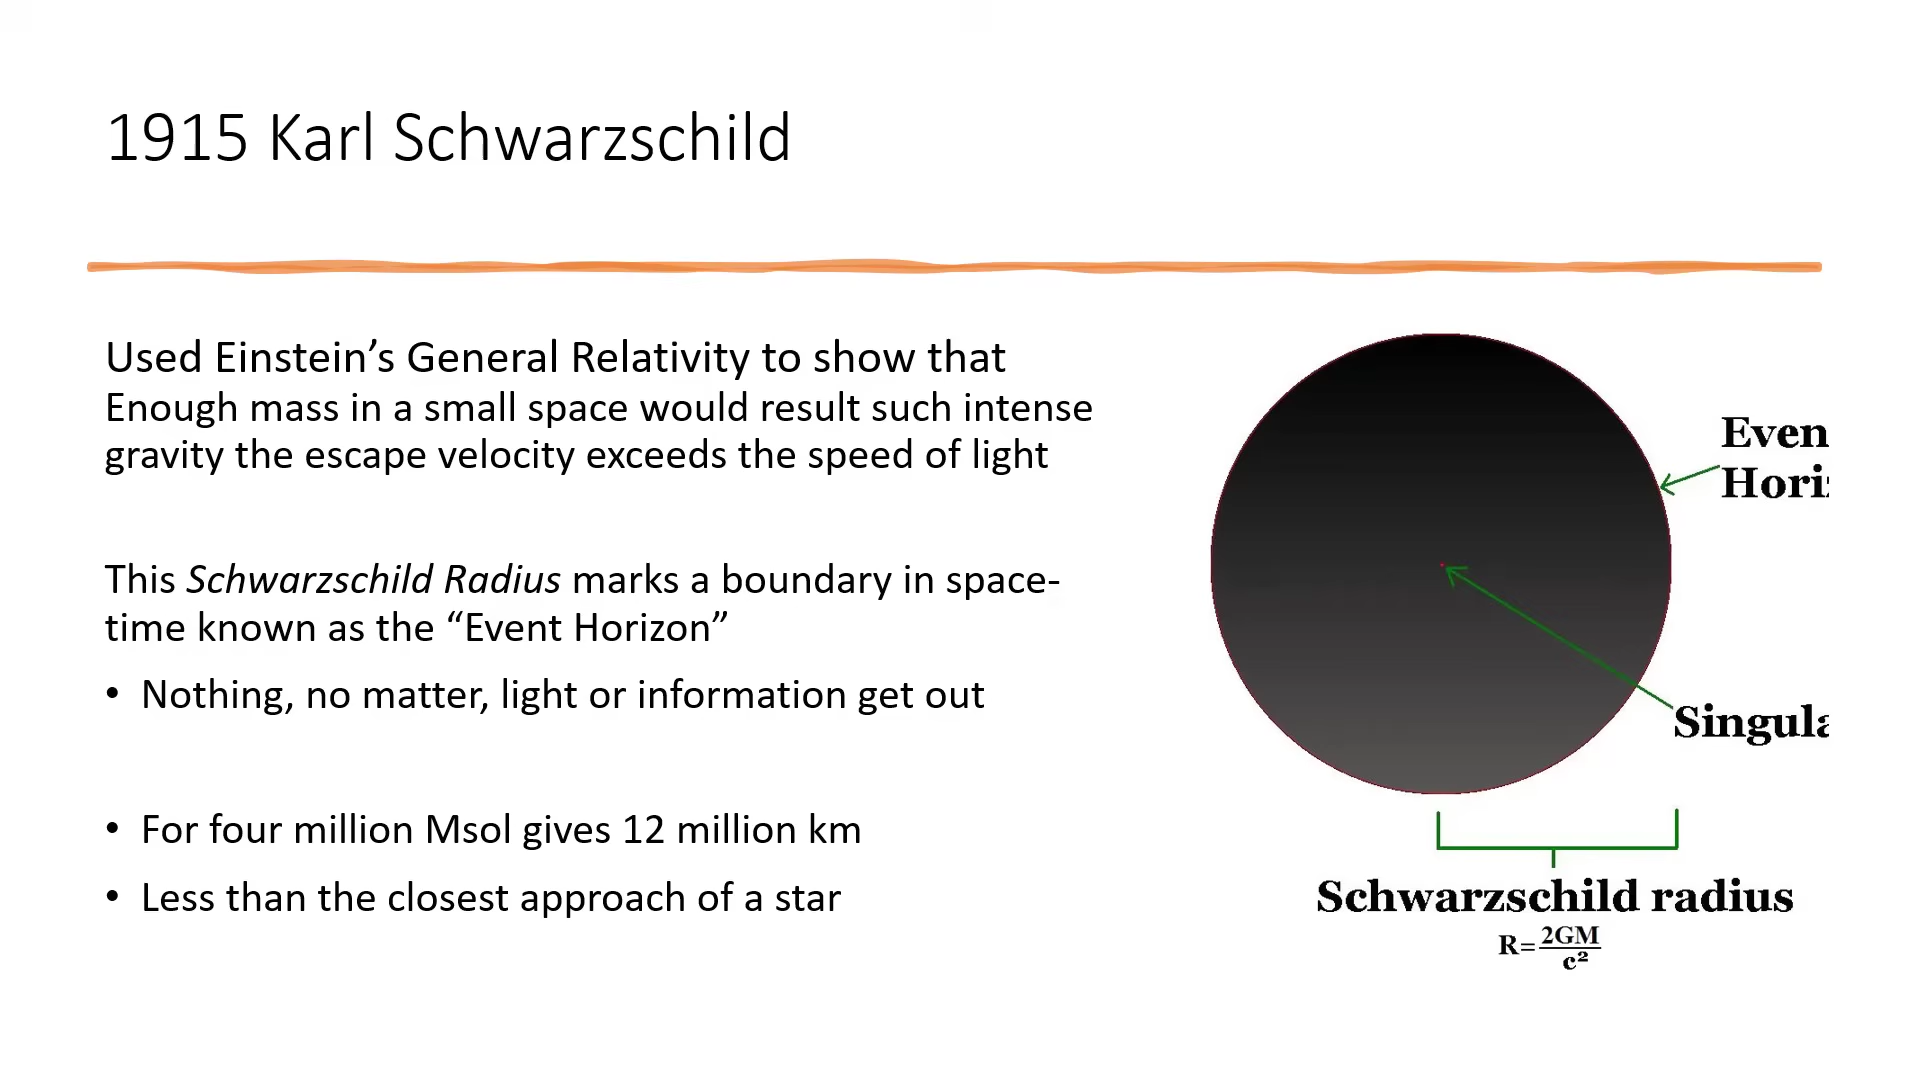 1915 Karl Schwarzschild
Used Einstein’s General Relativity to show that
Enough mass in a small space would result such intense
gravity the escape velocity exceeds the speed of light
This Schwarzschild Radius marks a boundary in space-
time known as the “Event Horizon”
• Nothing, no matter, light or information get out
• For four million Msol gives 12 million km
• Less than the closest approach of a star
Even
Hori
Singula
Schwarzschild radius
R=2GM
c²